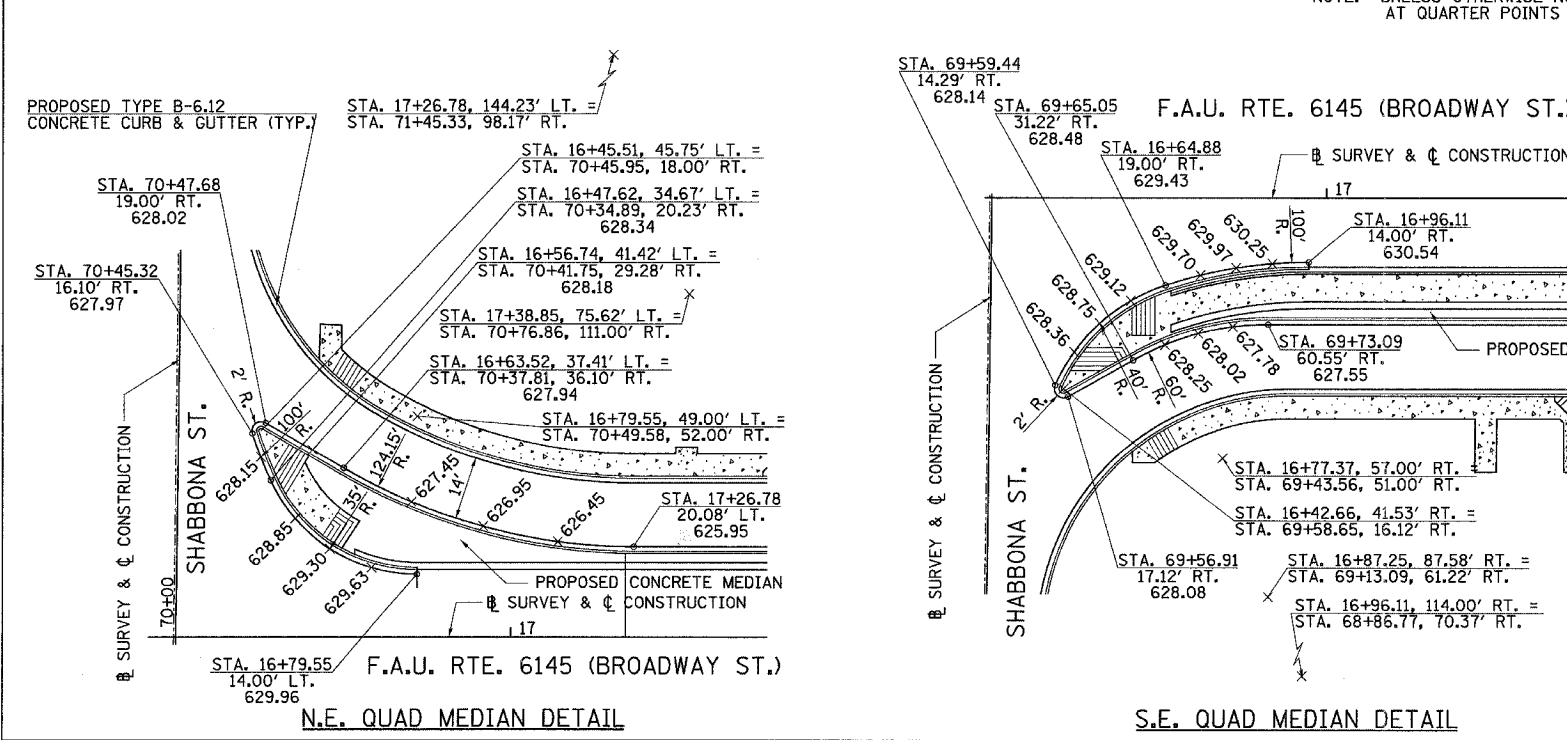 AT QUARTER POINTS
PROPOSED TYPE B-6.12
CONCRETE CURB & GUTTER (TYP.)
STA. 17+26.78, 144.23' LT. =
STA. 71+45.33, 98.17' RT.
STA. 16+45.51, 45.75' LT. =
STA. 70+45.95, 18.00' RT.
STA. 70+47.68
19.00' RT.
628.02
STA. 16+47.62, 34.67' LT. =
STA. 70+34.89, 20.23' RT.
628.34
STA. 16+56.74, 41.42' LT. =
STA. 70+41.75, 29.28' RT.
628.18
STA. 70+45.32
16.10' RT.
627.97
STA. 17+38.85, 75.62' LT. =
STA. 70+76.86, 111.00' RT.
STA. 16+63.52, 37.41' LT. =
STA. 70+37.81, 36.10' RT.
627.94
STA. 16+79.55, 49.00' LT. =
STA. 70+49.58, 52.00' RT.
2' R.
100' R.
124.15' R.
35' R.
14'
628.15
628.85
629.30
629.63
627.45
626.95
626.45
STA. 17+26.78
20.08' LT.
625.95
PROPOSED CONCRETE MEDIAN
℄ SURVEY & ℄ CONSTRUCTION
SHABBONA ST.
70+00
B SURVEY & ℄ CONSTRUCTION
17
STA. 16+79.55
14.00' LT.
629.96
F.A.U. RTE. 6145 (BROADWAY ST.)
N.E. QUAD MEDIAN DETAIL
STA. 69+59.44
14.29' RT.
628.14
STA. 69+65.05
31.22' RT.
628.48
F.A.U. RTE. 6145 (BROADWAY ST.)
STA. 16+64.88
19.00' RT.
629.43
B SURVEY & ℄ CONSTRUCTION
17
100' R.
STA. 16+96.11
14.00' RT.
630.54
628.36
628.75
629.12
629.70
629.97
630.25
STA. 69+73.09
60.55' RT.
627.55
PROPOSED
627.78
628.02
628.25
60' R.
40' R.
2' R.
B SURVEY & ℄ CONSTRUCTION
SHABBONA ST.
STA. 16+77.37, 57.00' RT. =
STA. 69+43.56, 51.00' RT.
STA. 16+42.66, 41.53' RT. =
STA. 69+58.65, 16.12' RT.
STA. 69+56.91
17.12' RT.
628.08
STA. 16+87.25, 87.58' RT. =
STA. 69+13.09, 61.22' RT.
STA. 16+96.11, 114.00' RT. =
STA. 68+86.77, 70.37' RT.
S.E. QUAD MEDIAN DETAIL